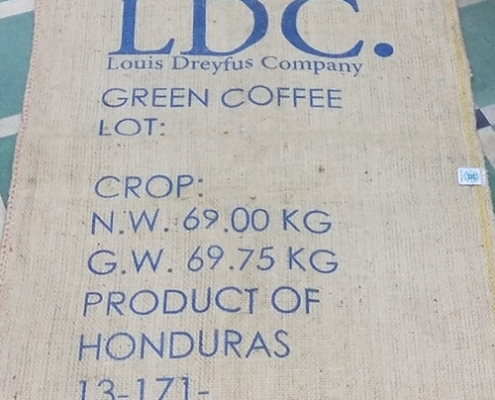 LDC.
Louis Dreyfus Company
GREEN COFFEE
LOT:
CROP:
N.W. 69.00 KG
G.W. 69.75 KG
PRODUCT OF
HONDURAS
13-171-